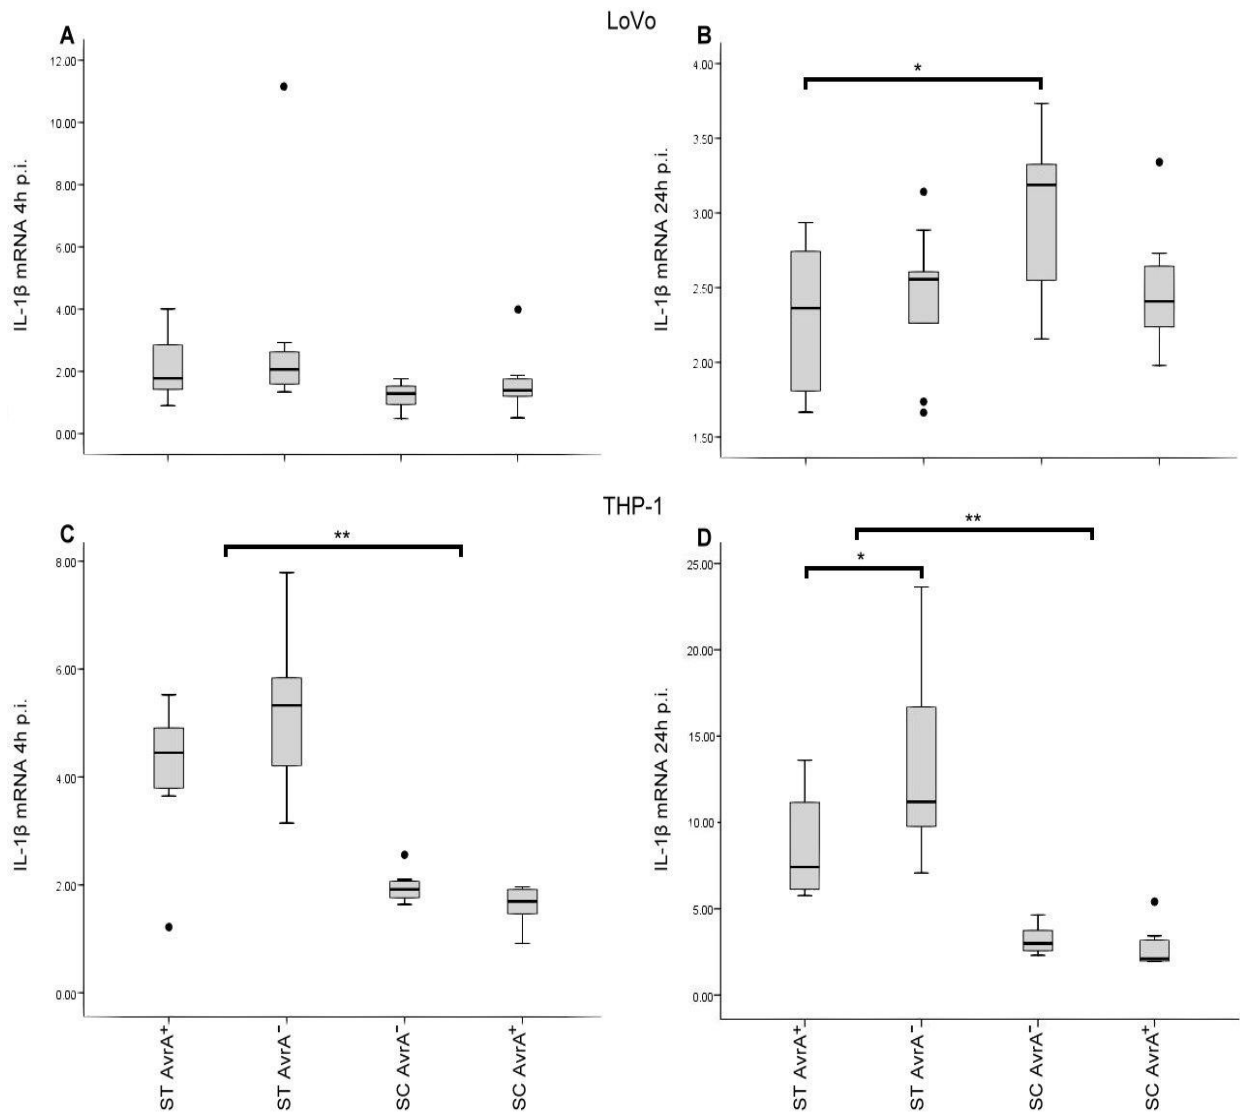 LoVo
A
IL-1β mRNA 4h p.i.
12.00
10.00
8.00
6.00
4.00
2.00
0.00
B
IL-1β mRNA 24h p.i.
4.00
3.50
3.00
2.50
2.00
1.50
*
THP-1
C
IL-1β mRNA 4h p.i.
8.00
6.00
4.00
2.00
0.00
**
ST AvrA⁺
ST AvrA⁻
SC AvrA⁻
SC AvrA⁺
D
IL-1β mRNA 24h p.i.
25.00
20.00
15.00
10.00
5.00
0.00
**
*
ST AvrA⁺
ST AvrA⁻
SC AvrA⁻
SC AvrA⁺